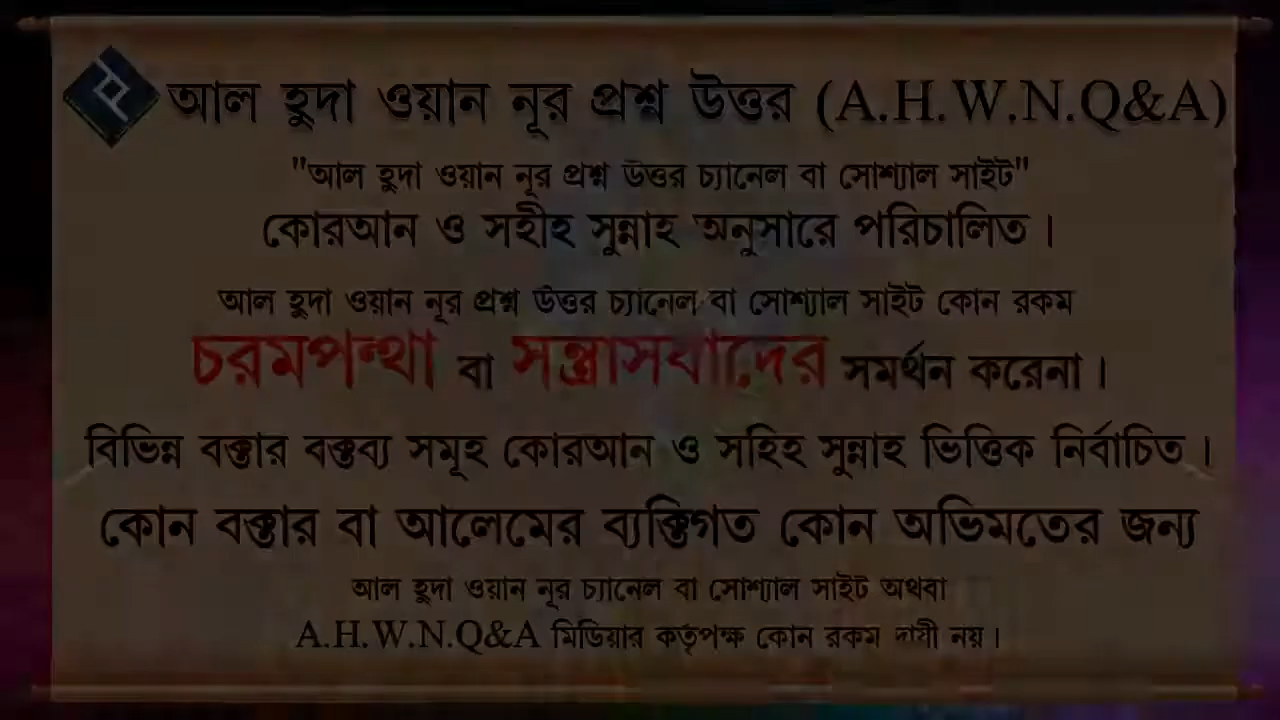 আল হুদা ওয়ান নূর প্রশ্ন উত্তর (A.H.W.N.Q&A)
"আল হুদা ওয়ান নূর প্রশ্ন উত্তর চ্যানেল বা সোশ্যাল সাইট"
কোরআন ও সহীহ সুন্নাহ অনুসারে পরিচালিত।
আল হুদা ওয়ান নূর প্রশ্ন উত্তর চ্যানেল বা সোশ্যাল সাইট কোন রকম
চরমপন্থা বা সন্ত্রাসবাদের সমর্থন করেনা।
বিভিন্ন বক্তার বক্তব্য সমূহ কোরআন ও সহিহ সুন্নাহ ভিত্তিক নির্বাচিত।
কোন বক্তার বা আলেমের ব্যক্তিগত কোন অভিমতের জন্য
আল হুদা ওয়ান নূর চ্যানেল বা সোশ্যাল সাইট অথবা
A.H.W.N.Q&A মিডিয়ার কর্তৃপক্ষ কোন রকম দায়ী নয়।